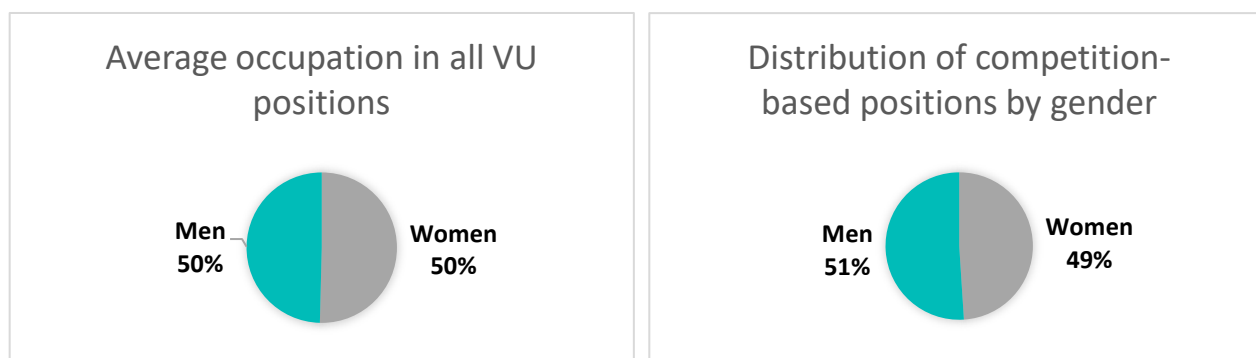 Average occupation in all VU
positions
Men
50%
Women
50%
Distribution of competition-
based positions by gender
Men
51%
Women
49%